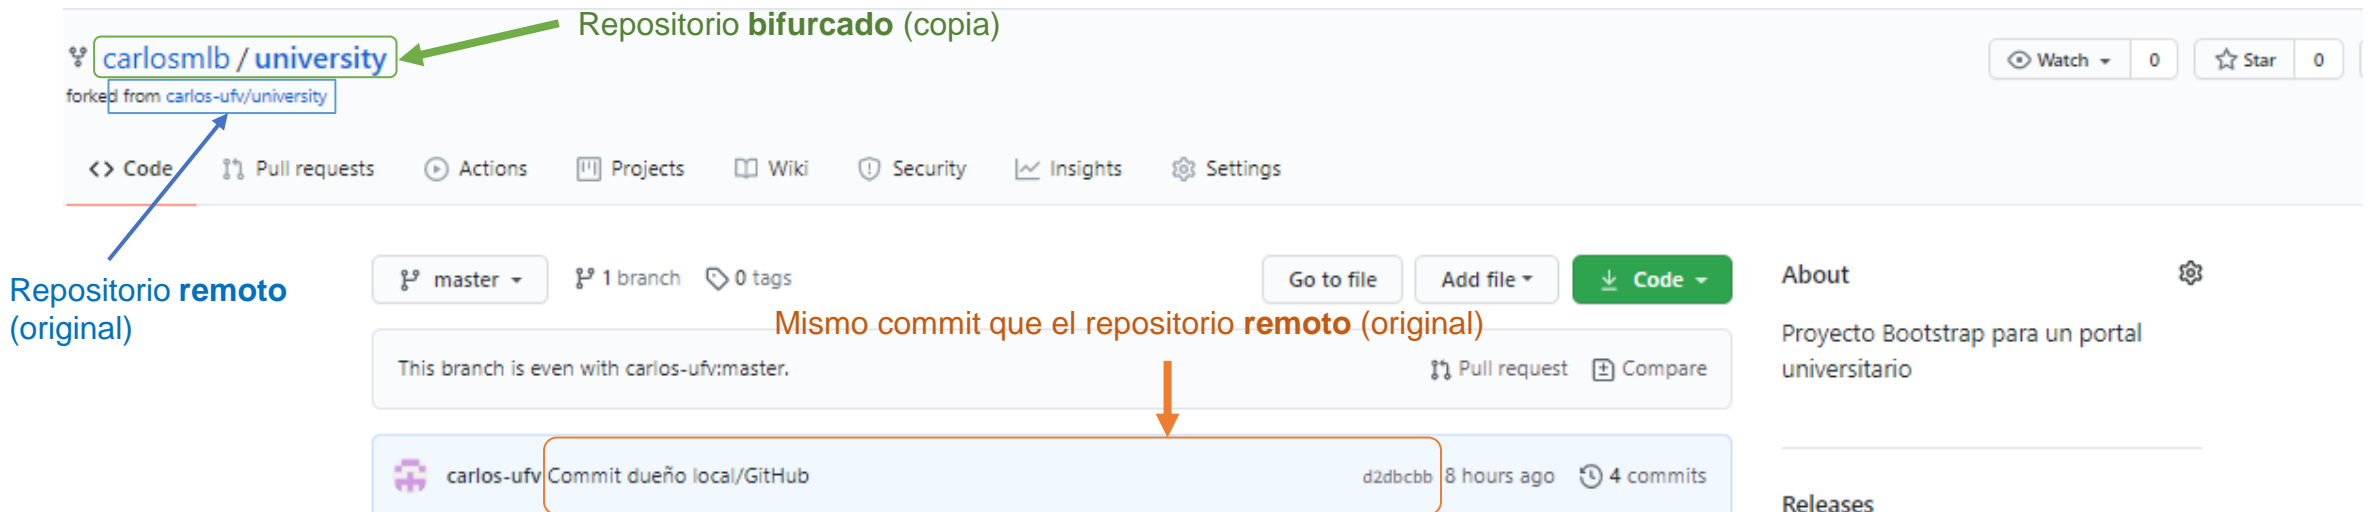 Repositorio bifurcado (copia)
carlosmlb / university
Watch 0 Star 0
forked from carlos-ufv/university
Code Pull requests Actions Projects Wiki Security Insights Settings
Repositorio remoto
(original)
master 1 branch 0 tags Go to file Add file Code About
Mismo commit que el repositorio remoto (original)
Proyecto Bootstrap para un portal
universitario
This branch is even with carlos-ufv:master. Pull request Compare
carlos-ufv Commit dueño local/GitHub d2dbcbb 8 hours ago 4 commits
Releases